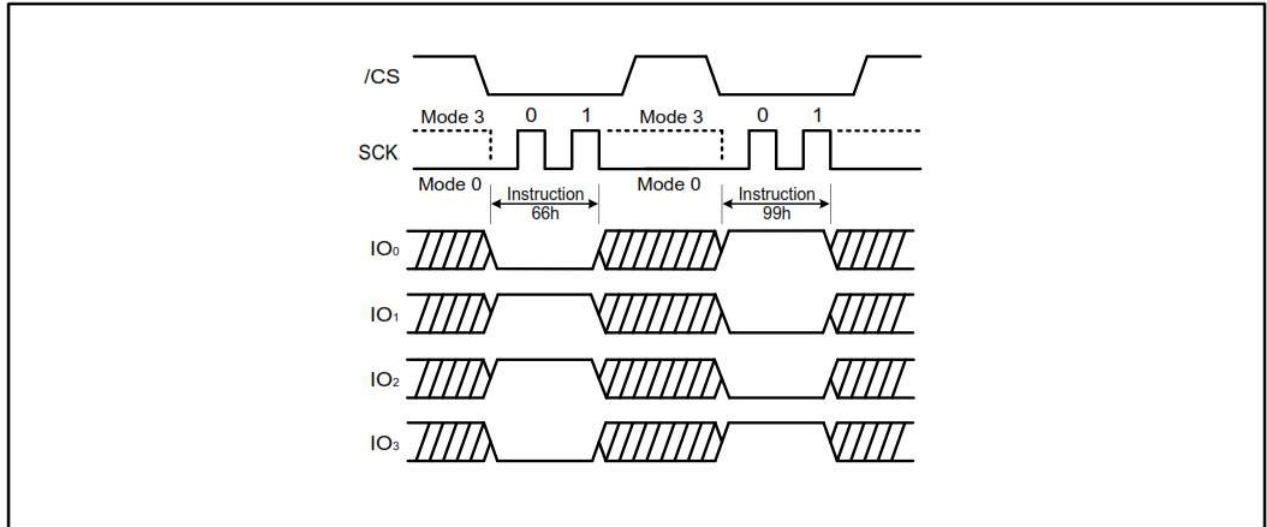 /CS
Mode 3 0 1 Mode 3 0 1
SCK
Mode 0 Mode 0
Instruction Instruction
66h 99h
IO₀
IO₁
IO₂
IO₃